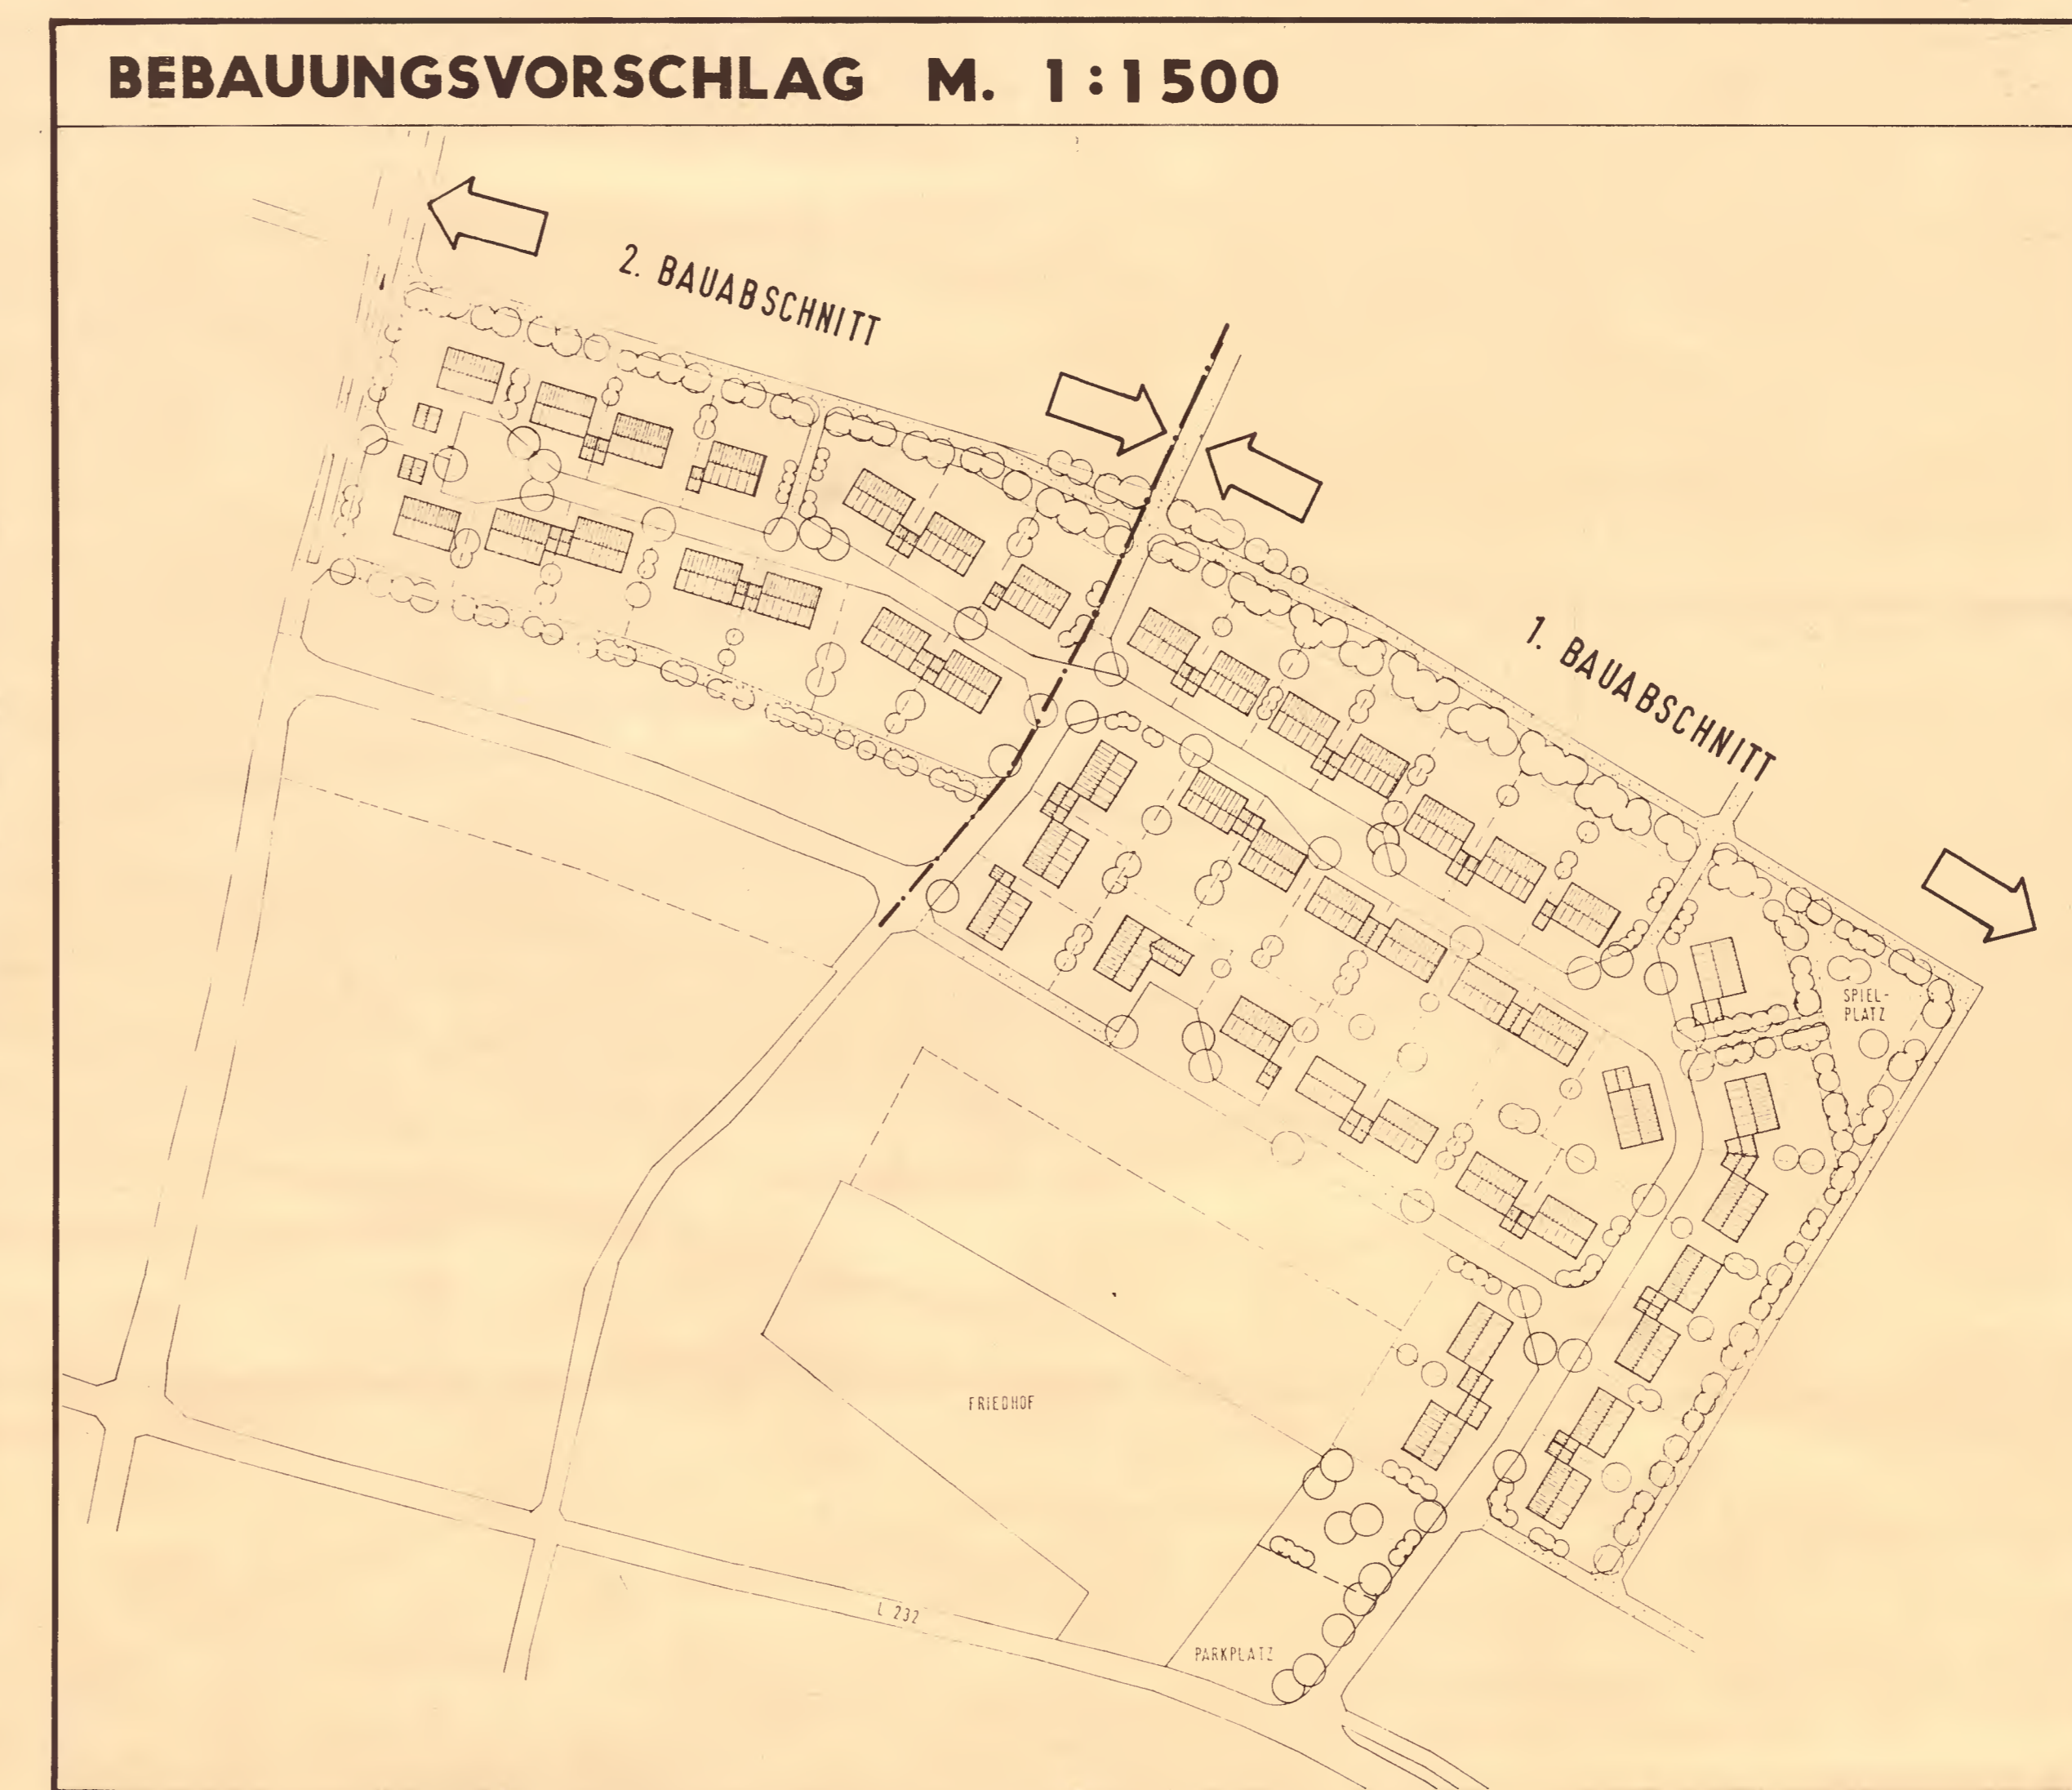 BEBAUUNGSVORSCHLAG M. 1:1500
2. BAUABSCHNITT
1. BAUABSCHNITT
SPIEL-
PLATZ
FRIEDHOF
L 232
PARKPLATZ